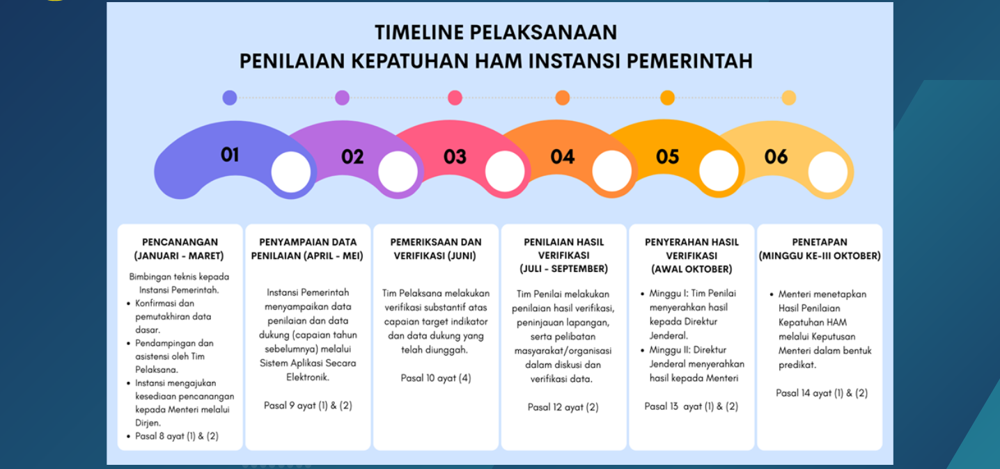 TIMELINE PELAKSANAAN
PENILAIAN KEPATUHAN HAM INSTANSI PEMERINTAH
01
02
03
04
05
06
PENCANANGAN
(JANUARI - MARET)
Bimbingan teknis kepada
Instansi Pemerintah.
• Konfirmasi dan
pemutakhiran data
dasar.
• Pendampingan dan
asistensi oleh Tim
Pelaksana.
• Instansi mengajukan
kesediaan pencanangan
kepada Menteri melalui
Dirjen.
• Pasal 8 ayat (1) & (2)
PENYAMPAIAN DATA
PENILAIAN (APRIL - MEI)
Instansi Pemerintah
menyampaikan data
penilaian dan data
dukung (capaian tahun
sebelumnya) melalui
Sistem Aplikasi Secara
Elektronik.
Pasal 9 ayat (1) & (2)
PEMERIKSAAN DAN
VERIFIKASI (JUNI)
Tim Pelaksana melakukan
verifikasi substantif atas
capaian target indikator
dan data dukung yang
telah diunggah.
Pasal 10 ayat (4)
PENILAIAN HASIL
VERIFIKASI
(JULI - SEPTEMBER)
Tim Penilai melakukan
penilaian hasil verifikasi,
peninjauan lapangan,
serta pelibatan
masyarakat/organisasi
dalam diskusi dan
verifikasi data.
Pasal 12 ayat (2)
PENYERAHAN HASIL
VERIFIKASI
(AWAL OKTOBER)
• Minggu I: Tim Penilai
menyerahkan hasil
kepada Direktur
Jenderal.
• Minggu II: Direktur
Jenderal menyerahkan
hasil kepada Menteri
Pasal 13 ayat (1) & (2)
PENETAPAN
(MINGGU KE-III OKTOBER)
• Menteri menetapkan
Hasil Penilaian
Kepatuhan HAM
melalui Keputusan
Menteri dalam bentuk
predikat.
Pasal 14 ayat (1) & (2)